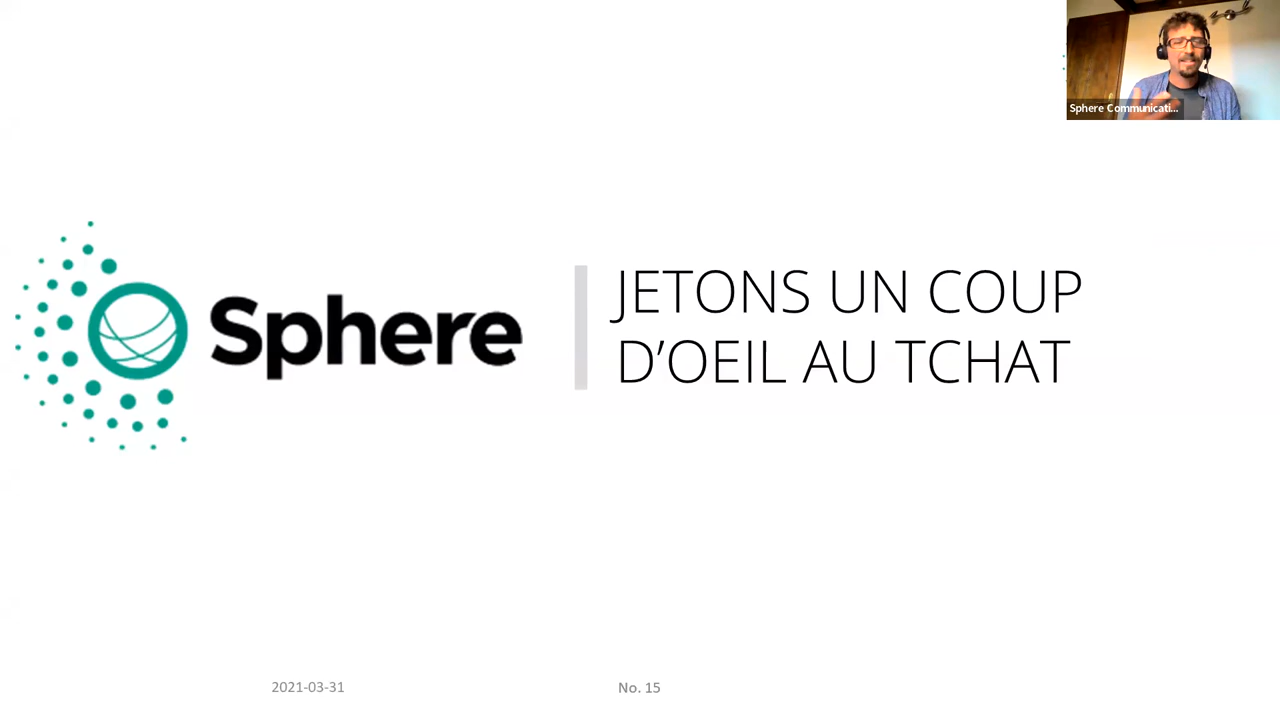 Sphere Communicati...
Sphere
JETONS UN COUP
D’OEIL AU TCHAT
2021-03-31
No. 15